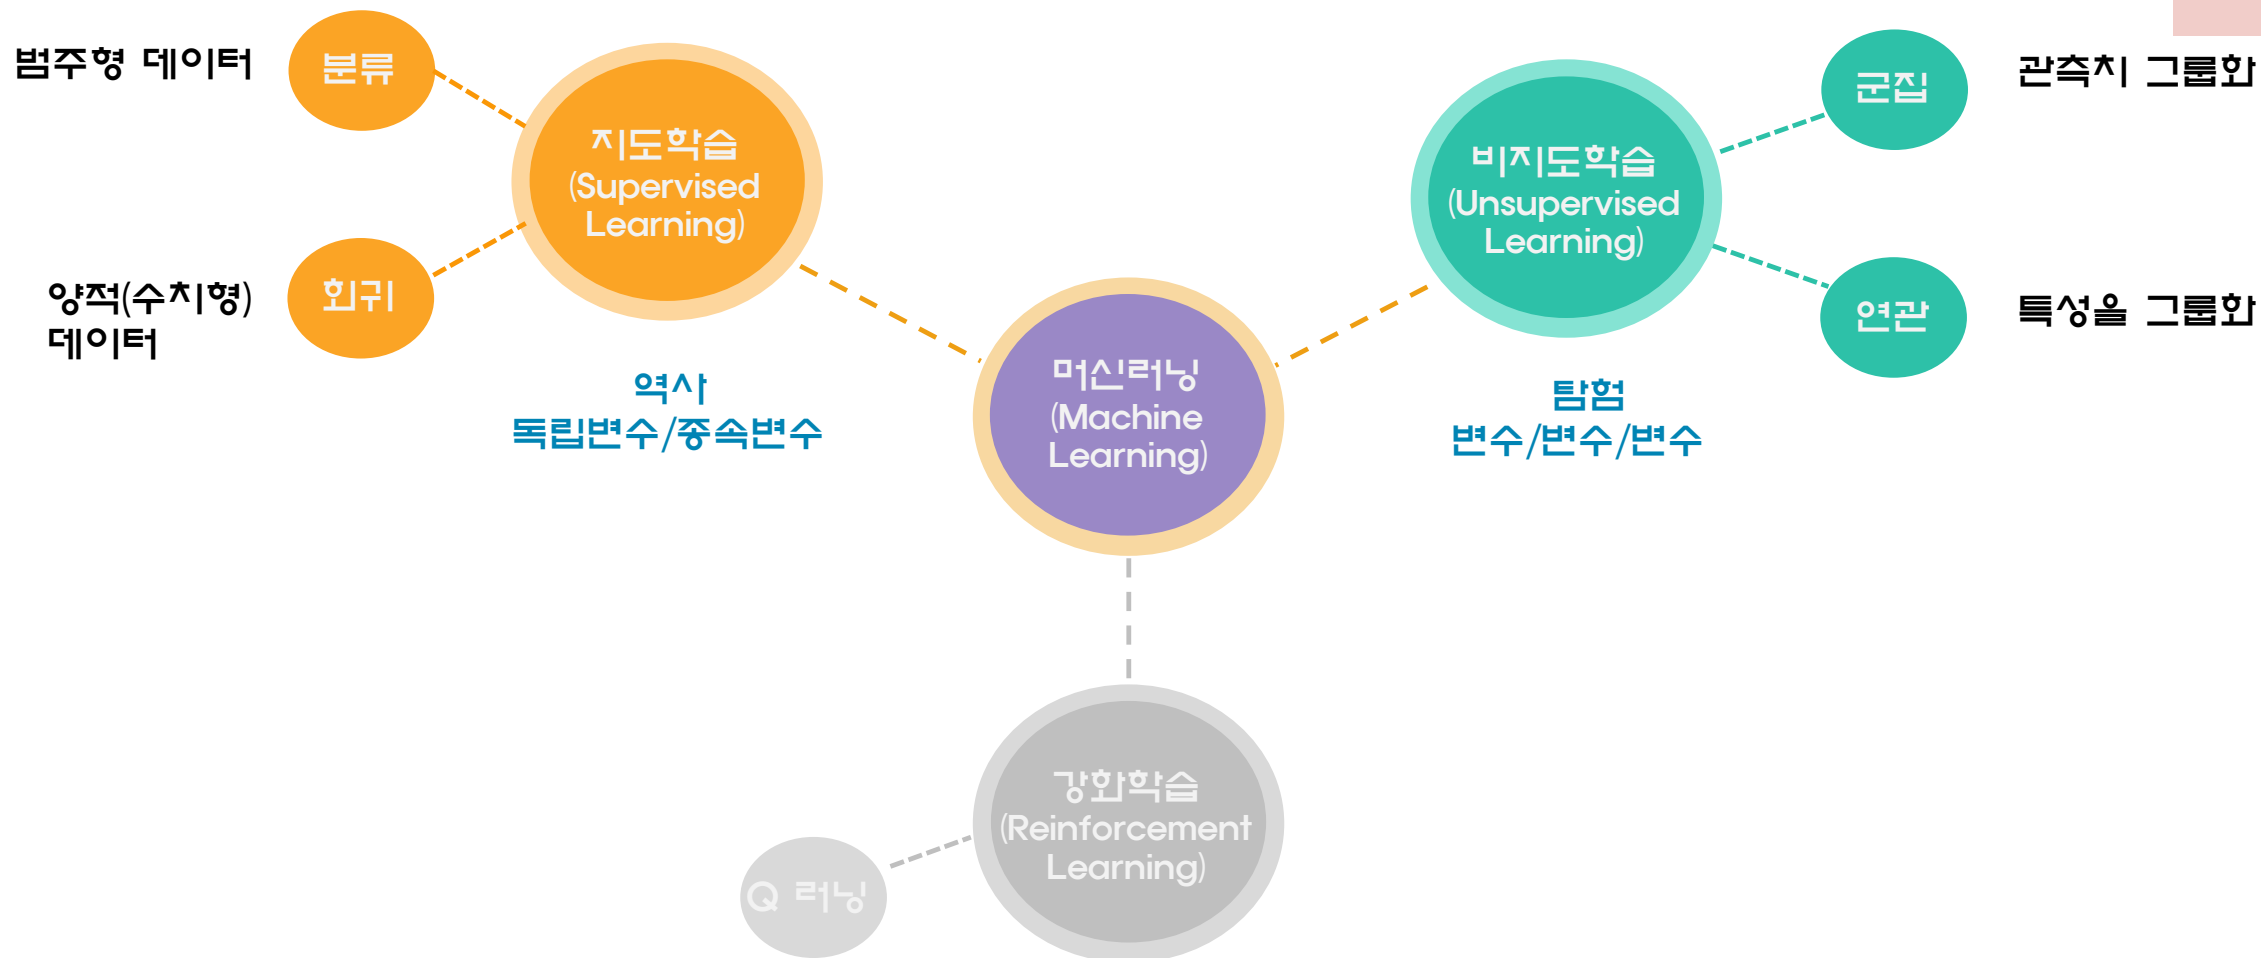 범주형 데이터
분류
지도학습
(Supervised
Learning)
양적(수치형)
데이터
회귀
역사
독립변수/종속변수
머신러닝
(Machine
Learning)
비지도학습
(Unsupervised
Learning)
군집
관측치 그룹화
연관
특성을 그룹화
탐험
변수/변수/변수
강화학습
(Reinforcement
Learning)
Q 러닝